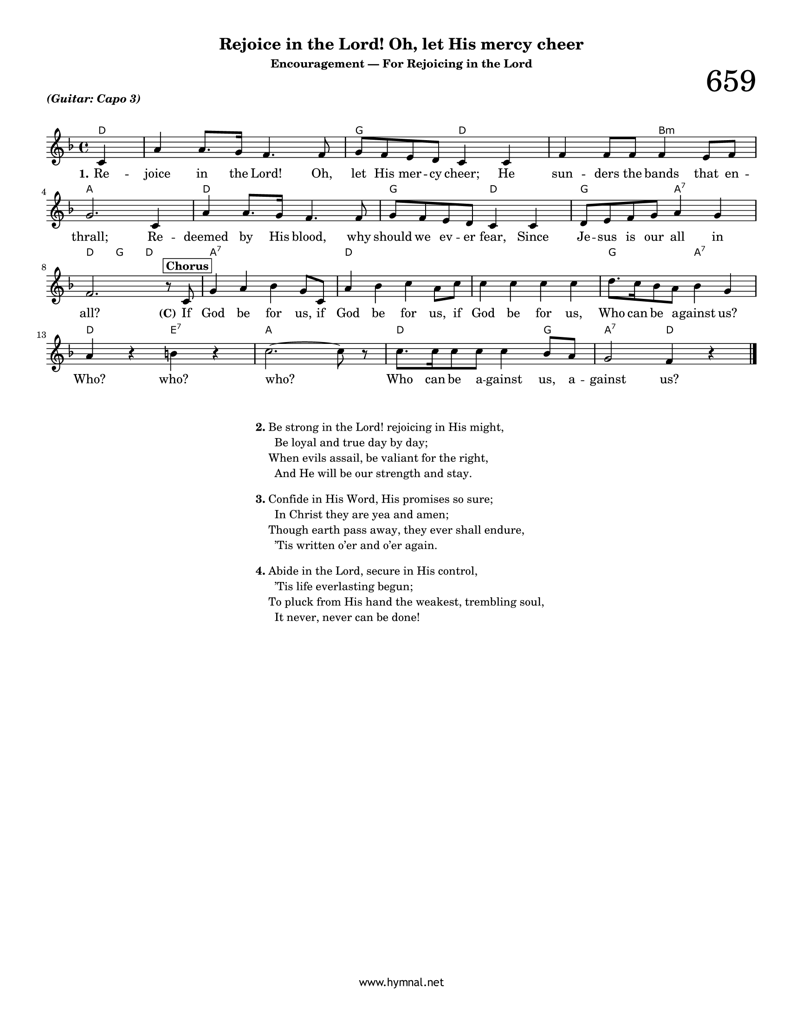 Rejoice in the Lord! Oh, let His mercy cheer
Encouragement — For Rejoicing in the Lord
659
(Guitar: Capo 3)
D G D Bm
1. Re - joice in the Lord! Oh, let His mer - cy cheer; He sun - ders the bands that en -
4 A D G D G A7
thrall; Re - deemed by His blood, why should we ev - er fear, Since Je - sus is our all in
D G D A7 D G A7
8 Chorus
all? (C) If God be for us, if God be for us, if God be for us, Who can be against us?
13 D E7 A D G A7 D
Who? who? who? Who can be a-gainst us, a - gainst us?
2. Be strong in the Lord! rejoicing in His might,
Be loyal and true day by day;
When evils assail, be valiant for the right,
And He will be our strength and stay.
3. Confide in His Word, His promises so sure;
In Christ they are yea and amen;
Though earth pass away, they ever shall endure,
'Tis written o'er and o'er again.
4. Abide in the Lord, secure in His control,
'Tis life everlasting begun;
To pluck from His hand the weakest, trembling soul,
It never, never can be done!
www.hymnal.net